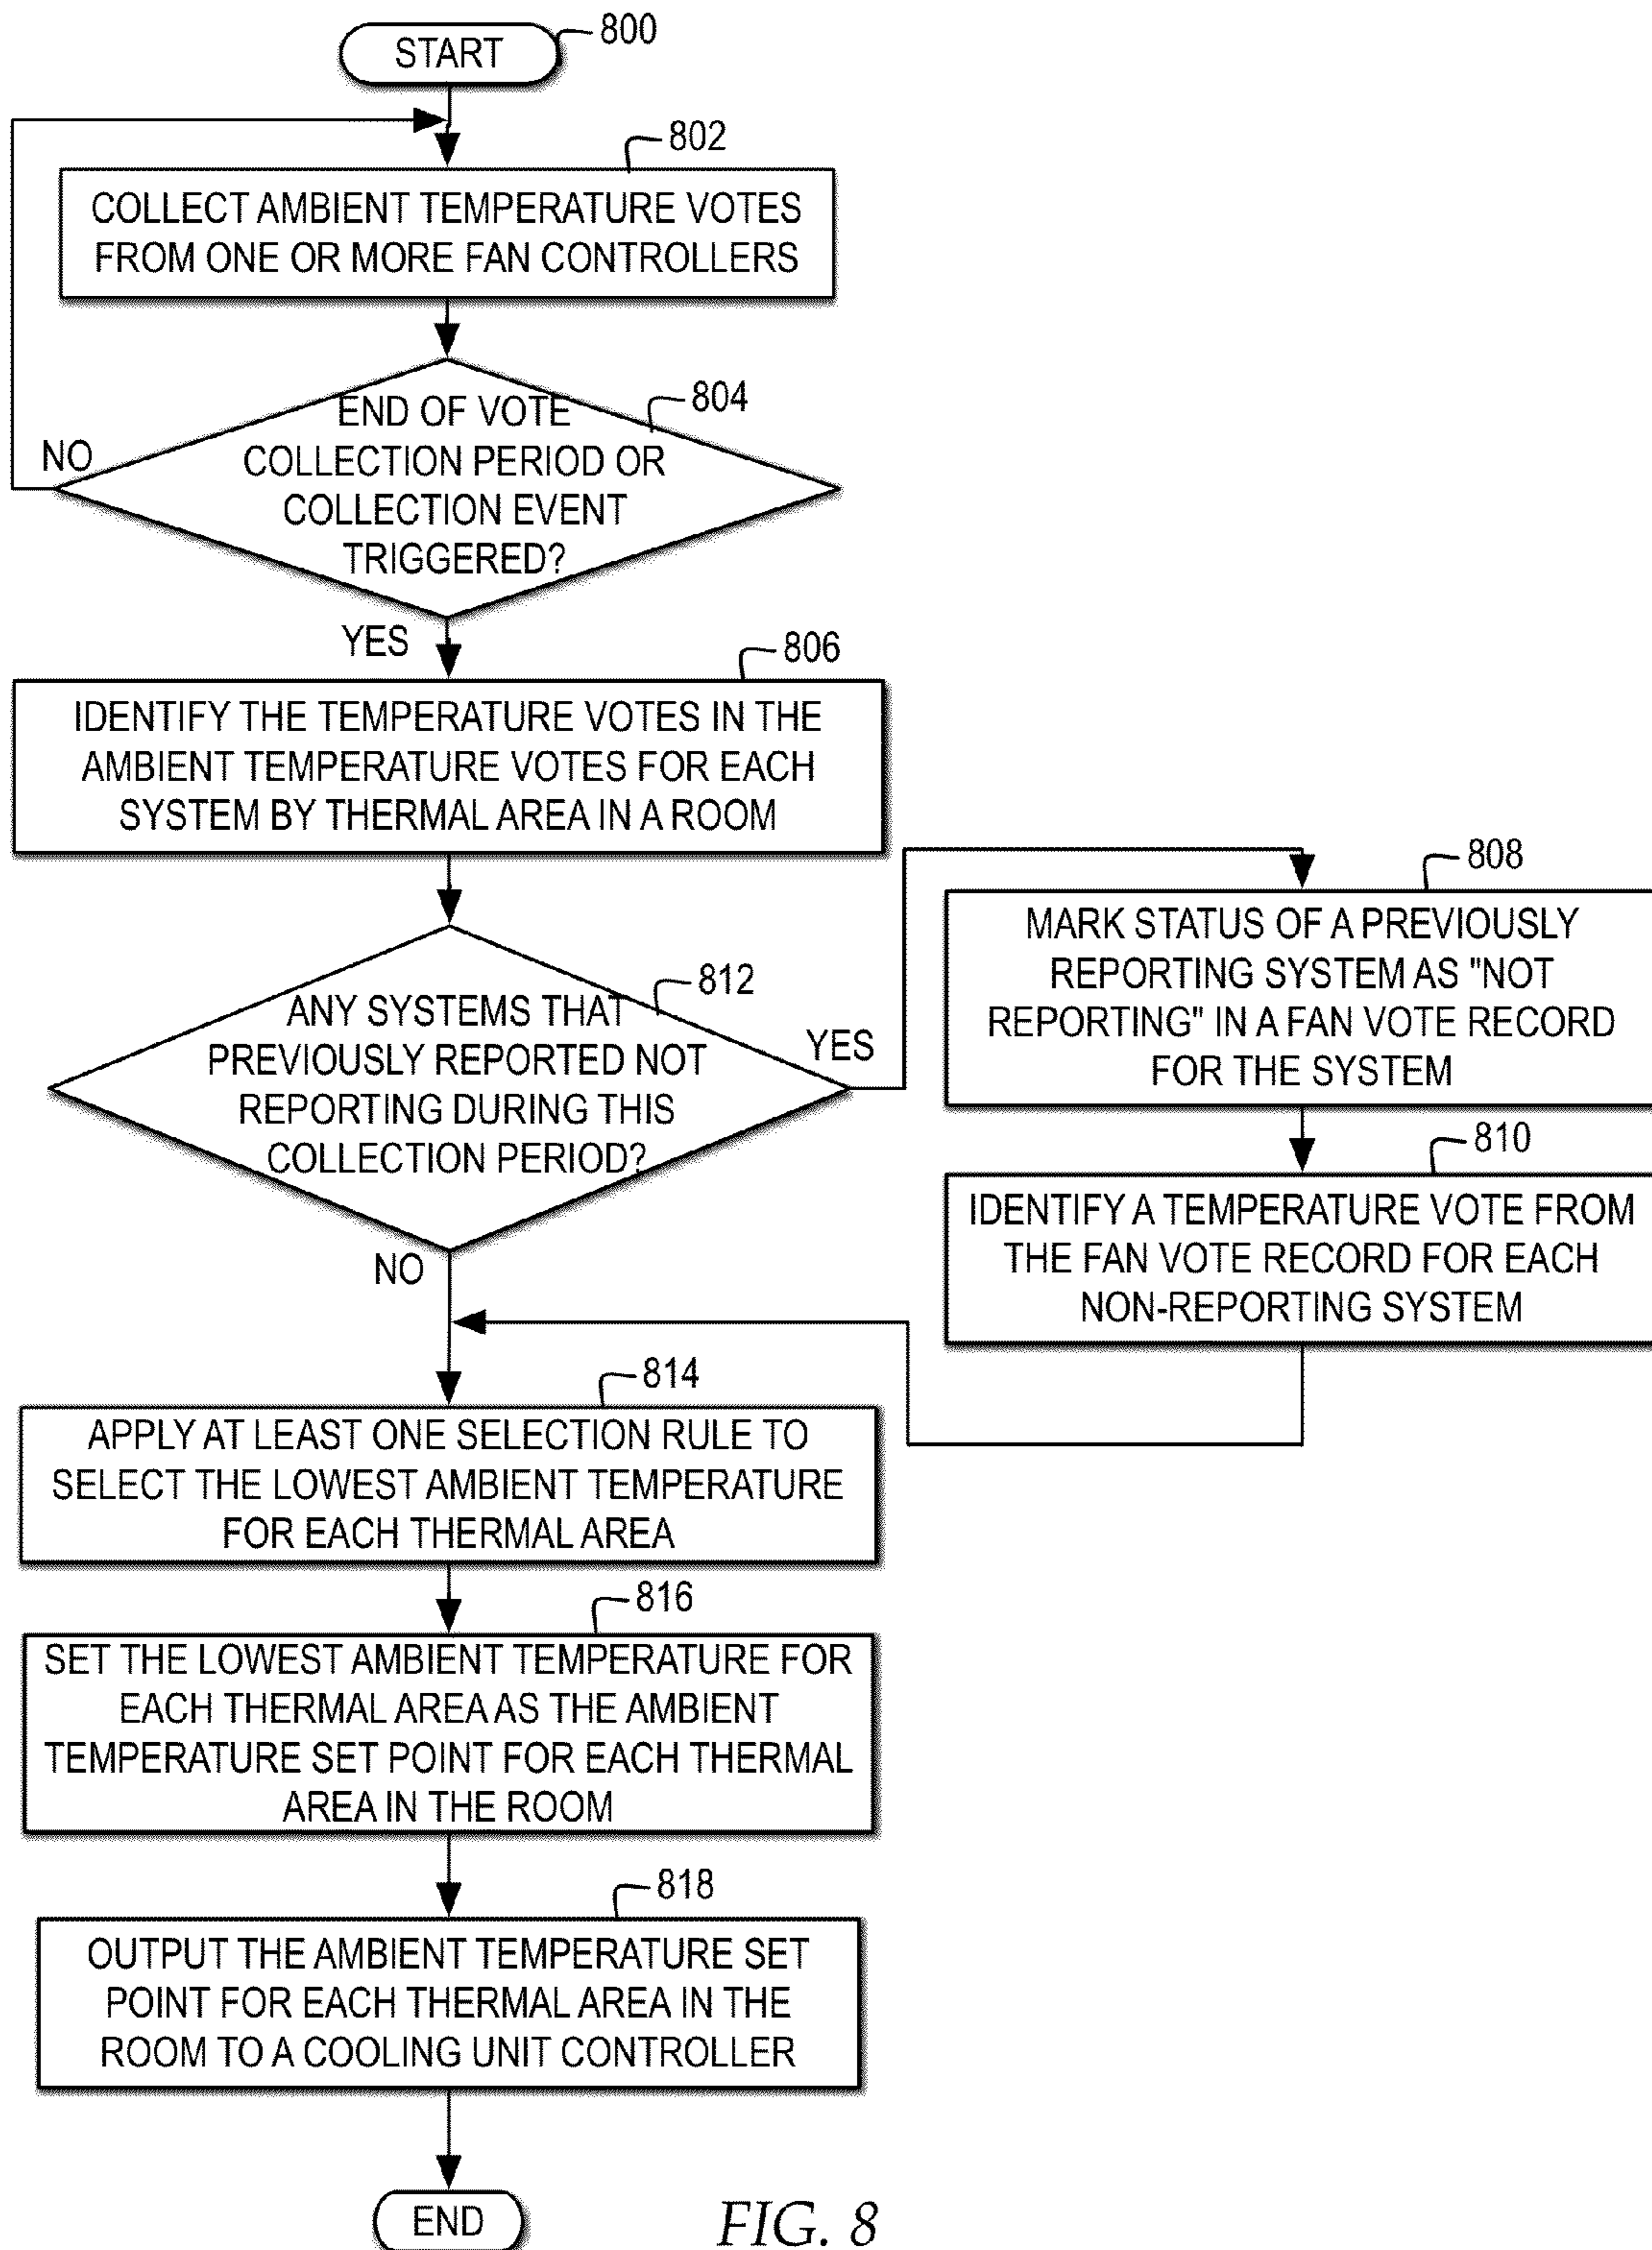 START
800
802
COLLECT AMBIENT TEMPERATURE VOTES
FROM ONE OR MORE FAN CONTROLLERS
804
END OF VOTE
COLLECTION PERIOD OR
COLLECTION EVENT
TRIGGERED?
NO
YES
806
IDENTIFY THE TEMPERATURE VOTES IN THE
AMBIENT TEMPERATURE VOTES FOR EACH
SYSTEM BY THERMAL AREA IN A ROOM
812
ANY SYSTEMS THAT
PREVIOUSLY REPORTED NOT
REPORTING DURING THIS
COLLECTION PERIOD?
YES
NO
808
MARK STATUS OF A PREVIOUSLY
REPORTING SYSTEM AS "NOT
REPORTING" IN A FAN VOTE RECORD
FOR THE SYSTEM
810
IDENTIFY A TEMPERATURE VOTE FROM
THE FAN VOTE RECORD FOR EACH
NON-REPORTING SYSTEM
814
APPLY AT LEAST ONE SELECTION RULE TO
SELECT THE LOWEST AMBIENT TEMPERATURE
FOR EACH THERMAL AREA
816
SET THE LOWEST AMBIENT TEMPERATURE FOR
EACH THERMAL AREA AS THE AMBIENT
TEMPERATURE SET POINT FOR EACH THERMAL
AREA IN THE ROOM
818
OUTPUT THE AMBIENT TEMPERATURE SET
POINT FOR EACH THERMAL AREA IN THE
ROOM TO A COOLING UNIT CONTROLLER
END
FIG. 8